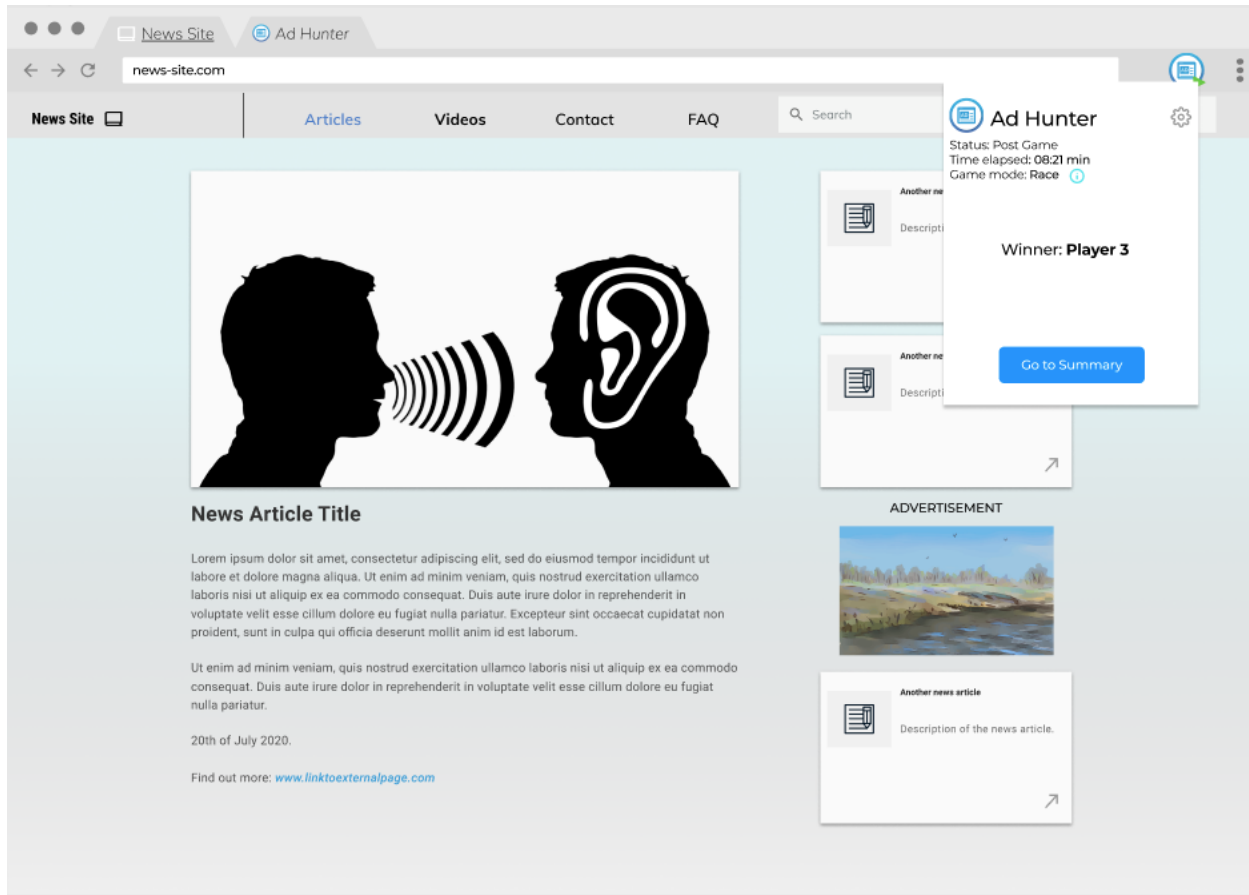 News Site
Ad Hunter
news-site.com
News Site
Articles
Videos
Contact
FAQ
Search
Ad Hunter
Status: Post Game
Time elapsed: 08:21 min
Game mode: Race
Winner: Player 3
Go to Summary
News Article Title
Lorem ipsum dolor sit amet, consectetur adipiscing elit, sed do eiusmod tempor incididunt ut
labore et dolore magna aliqua. Ut enim ad minim veniam, quis nostrud exercitation ullamco
laboris nisi ut aliquip ex ea commodo consequat. Duis aute irure dolor in reprehenderit in
voluptate velit esse cillum dolore eu fugiat nulla pariatur. Excepteur sint occaecat cupidatat non
proident, sunt in culpa qui officia deserunt mollit anim id est laborum.
Ut enim ad minim veniam, quis nostrud exercitation ullamco laboris nisi ut aliquip ex ea commodo
consequat. Duis aute irure dolor in reprehenderit in voluptate velit esse cillum dolore eu fugiat
nulla pariatur.
20th of July 2020.
Find out more: www.linktoexternalpage.com
Another ne
Descripti
Another ne
Descripti
ADVERTISEMENT
Another news article
Description of the news article.